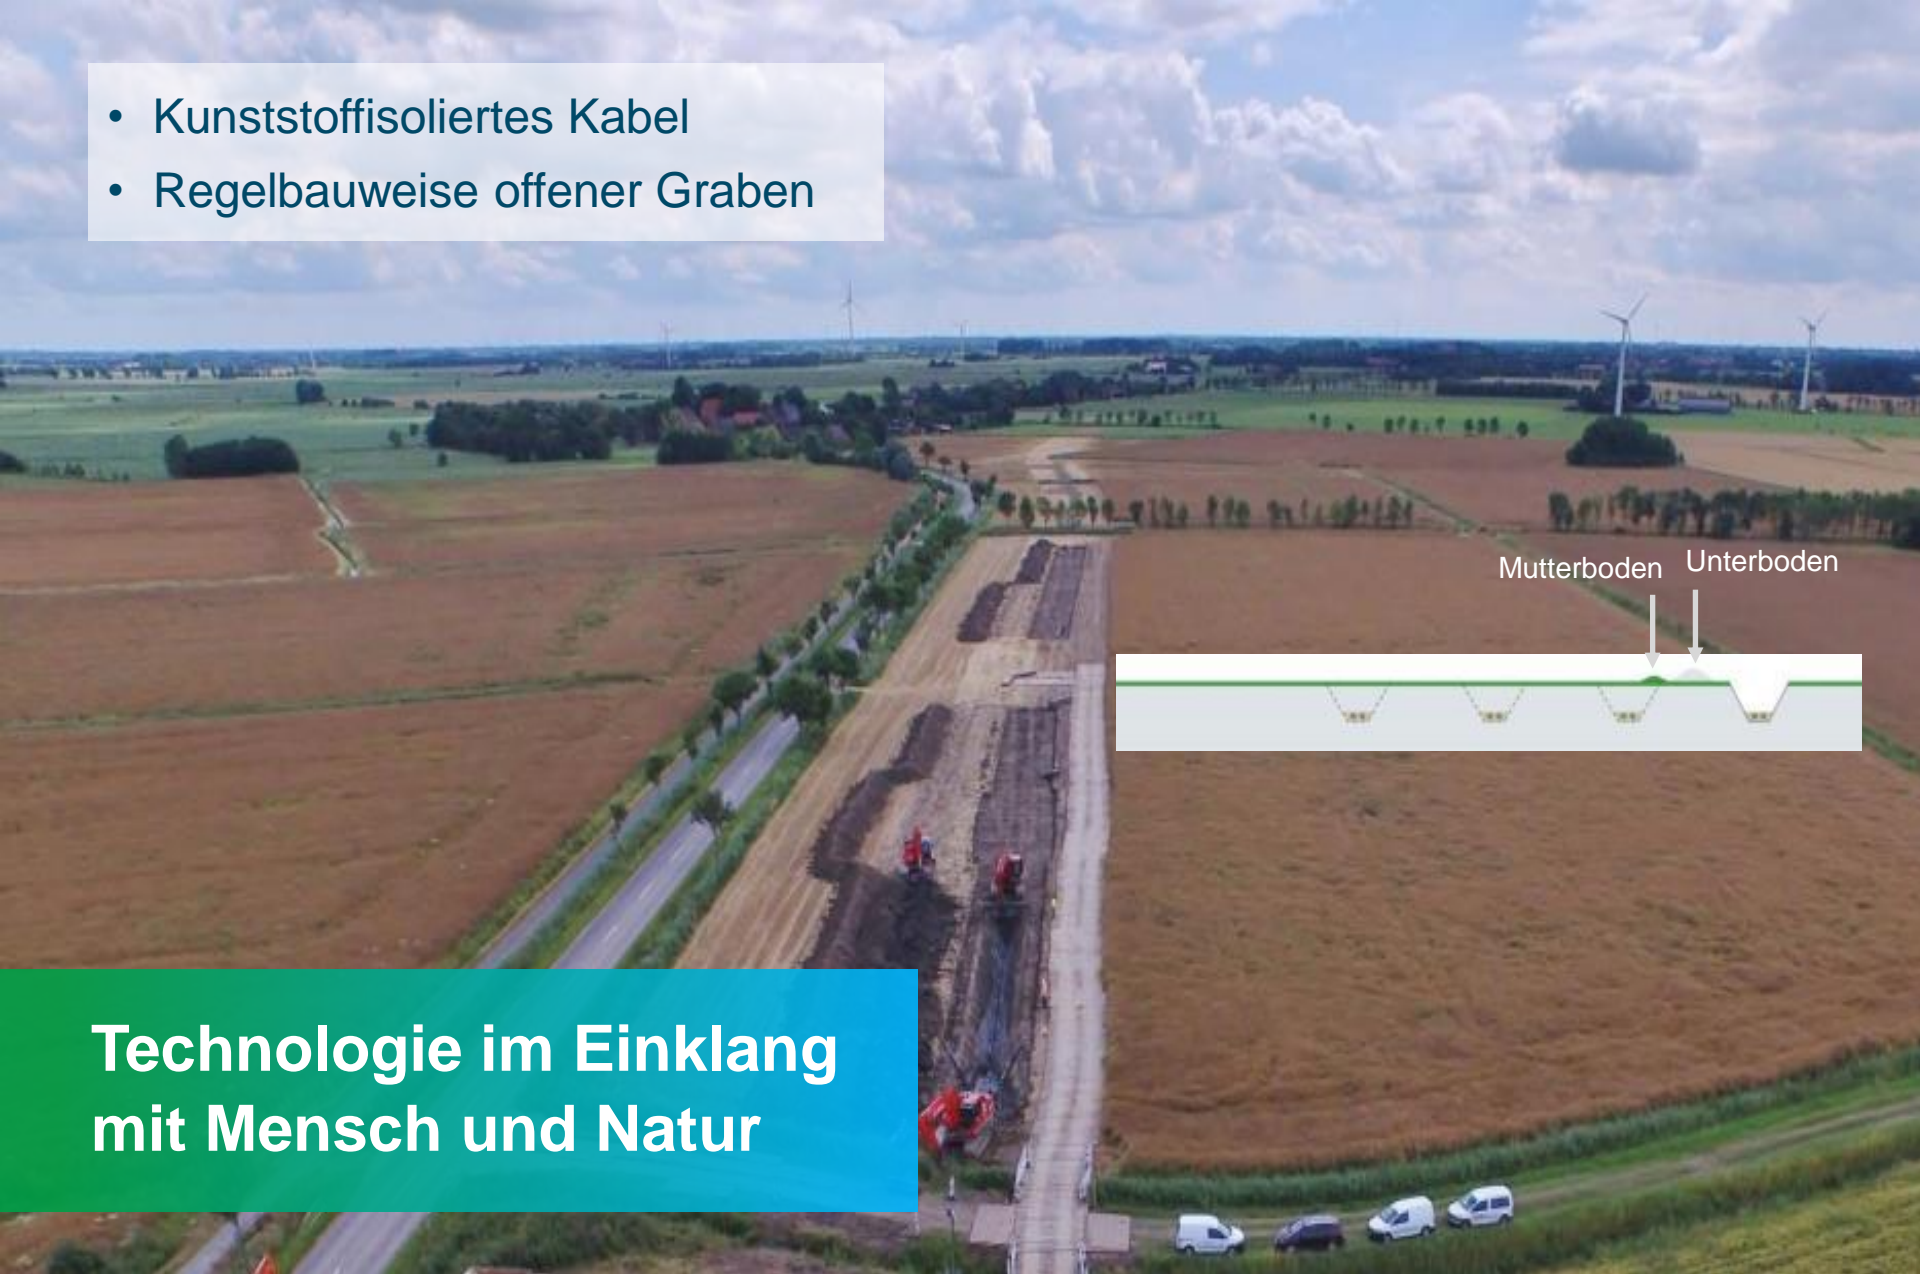 • Kunststoffisoliertes Kabel
• Regelbauweise offener Graben
Mutterboden
Unterboden
Technologie im Einklang
mit Mensch und Natur